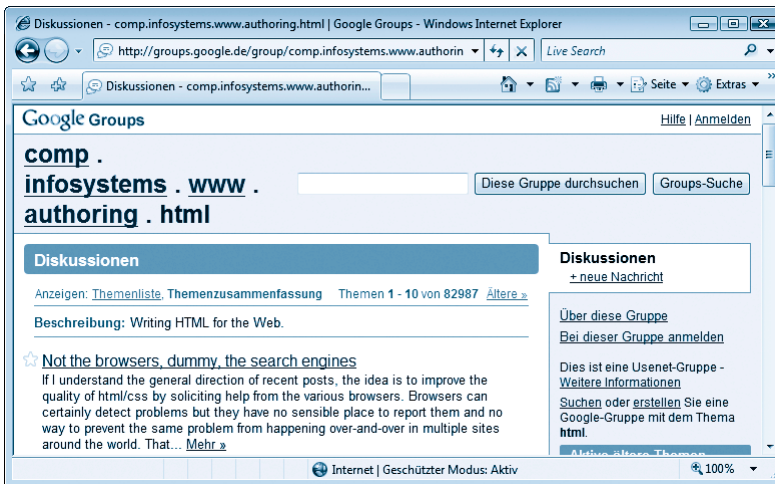 Diskussionen - comp.infosystems.www.authoring.html | Google Groups - Windows Internet Explorer
http://groups.google.de/group/comp.infosystems.www.authorin
Live Search
Diskussionen - comp.infosystems.www.authorin...
Seite
Extras
»
Google Groups
Hilfe | Anmelden
comp .
infosystems . www .
authoring . html
Diese Gruppe durchsuchen
Groups-Suche
Diskussionen
Anzeigen: Themenliste, Themenzusammenfassung Themen 1 - 10 von 82987 Ältere »
Beschreibung: Writing HTML for the Web.
Not the browsers, dummy, the search engines
If I understand the general direction of recent posts, the idea is to improve the
quality of html/css by soliciting help from the various browsers. Browsers can
certainly detect problems but they have no sensible place to report them and no
way to prevent the same problem from happening over-and-over in multiple sites
around the world. That... Mehr »
Diskussionen
+ neue Nachricht
Über diese Gruppe
Bei dieser Gruppe anmelden
Dies ist eine Usenet-Gruppe -
Weitere Informationen
Suchen oder erstellen Sie eine
Google-Gruppe mit dem Thema
html.
Aktive ältere Themen
Internet | Geschützter Modus: Aktiv
100%